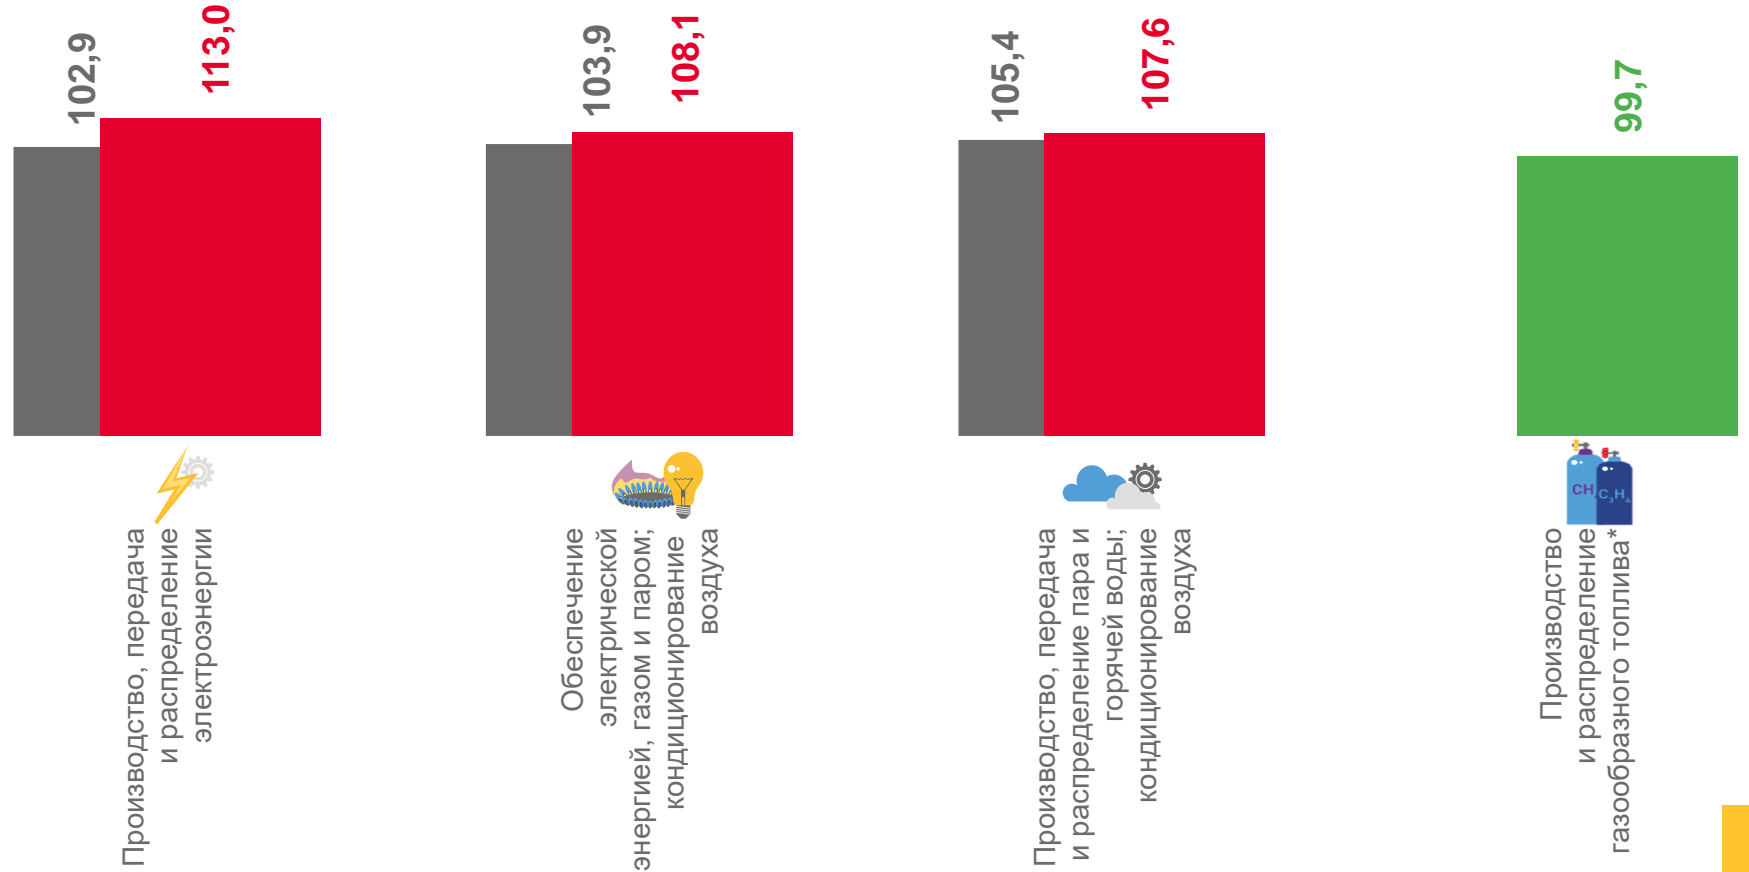 102,9
113,0
103,9
108,1
105,4
107,6
99,7
CH
C3H8
Производство, передача
и распределение
электроэнергии
Обеспечение
электрической
энергией, газом и паром;
кондиционирование
воздуха
Производство, передача
и распределение пара и
горячей воды;
кондиционирование
воздуха
Производство
и распределение
газообразного топлива*